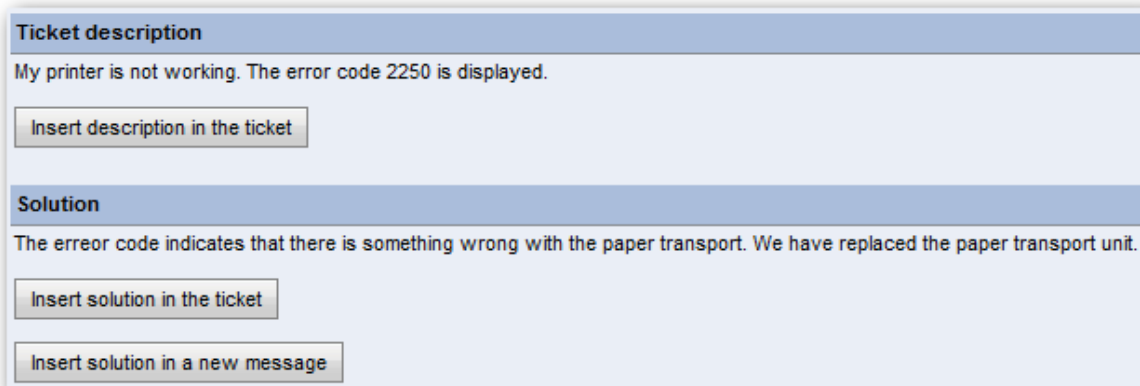 Ticket description
My printer is not working. The error code 2250 is displayed.
Insert description in the ticket
Solution
The erreor code indicates that there is something wrong with the paper transport. We have replaced the paper transport unit.
Insert solution in the ticket
Insert solution in a new message